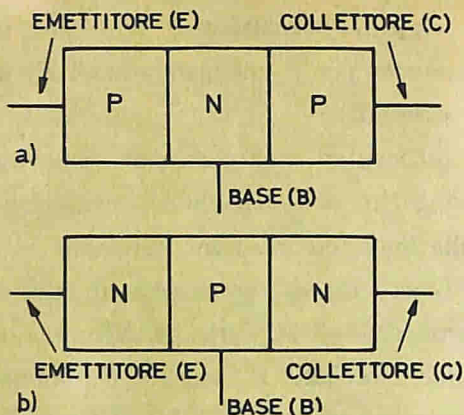 EMETTITORE (E) COLLETTORE (C)
P N P
a)
BASE (B)
N P N
EMETTITORE (E) COLLETTORE (C)
b) BASE (B)